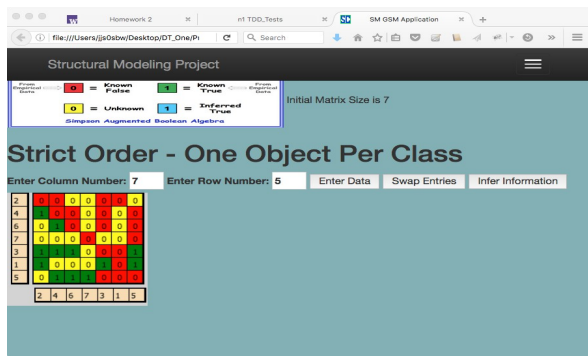 Homework 2
n1 TDD_Tests
SM GSM Application
file:///Users/jjs0sbw/Desktop/DT_One/Pr
Search
Structural Modeling Project
From Empirical Data 0 = Known False 1 = Known True From Empirical Data
0 = Unknown 1 = Inferred True
Simpson Augmented Boolean Algebra
Initial Matrix Size is 7
Strict Order - One Object Per Class
Enter Column Number: 7 Enter Row Number: 5 Enter Data Swap Entries Infer Information
2 0 0 0 0 0 0 0
4 1 0 0 0 0 0 0
6 0 1 0 0 0 0 0
7 0 0 0 0 0 0 0
3 1 1 1 0 0 0 1
1 1 0 0 0 1 0 1
5 0 1 1 1 0 0 0
2 4 6 7 3 1 5